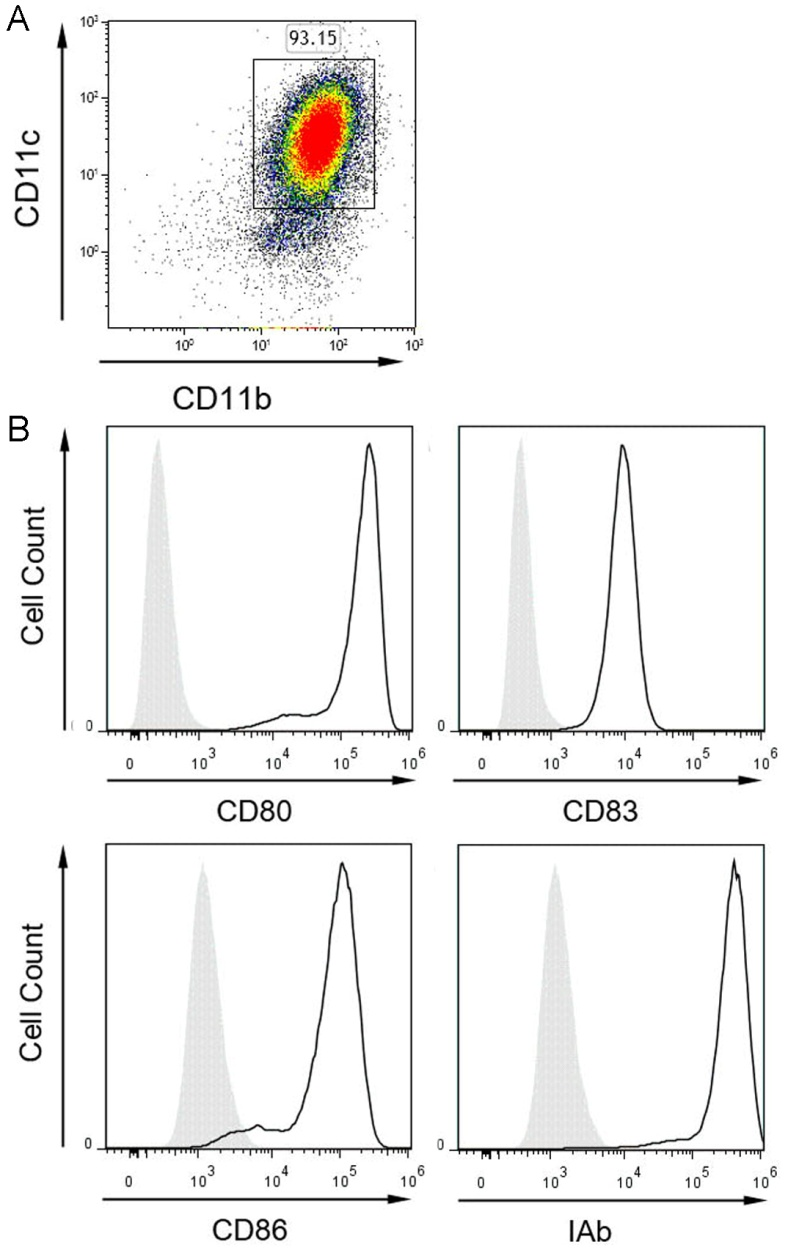 A
CD11c
10³
10²
10¹
10⁰
93.15
10⁰ 10¹ 10² 10³
CD11b
B
Cell Count
0
0 10³ 10⁴ 10⁵ 10⁶
CD80
0
0 10³ 10⁴ 10⁵ 10⁶
CD83
Cell Count
0
0 10³ 10⁴ 10⁵ 10⁶
CD86
0
0 10³ 10⁴ 10⁵ 10⁶
IAb